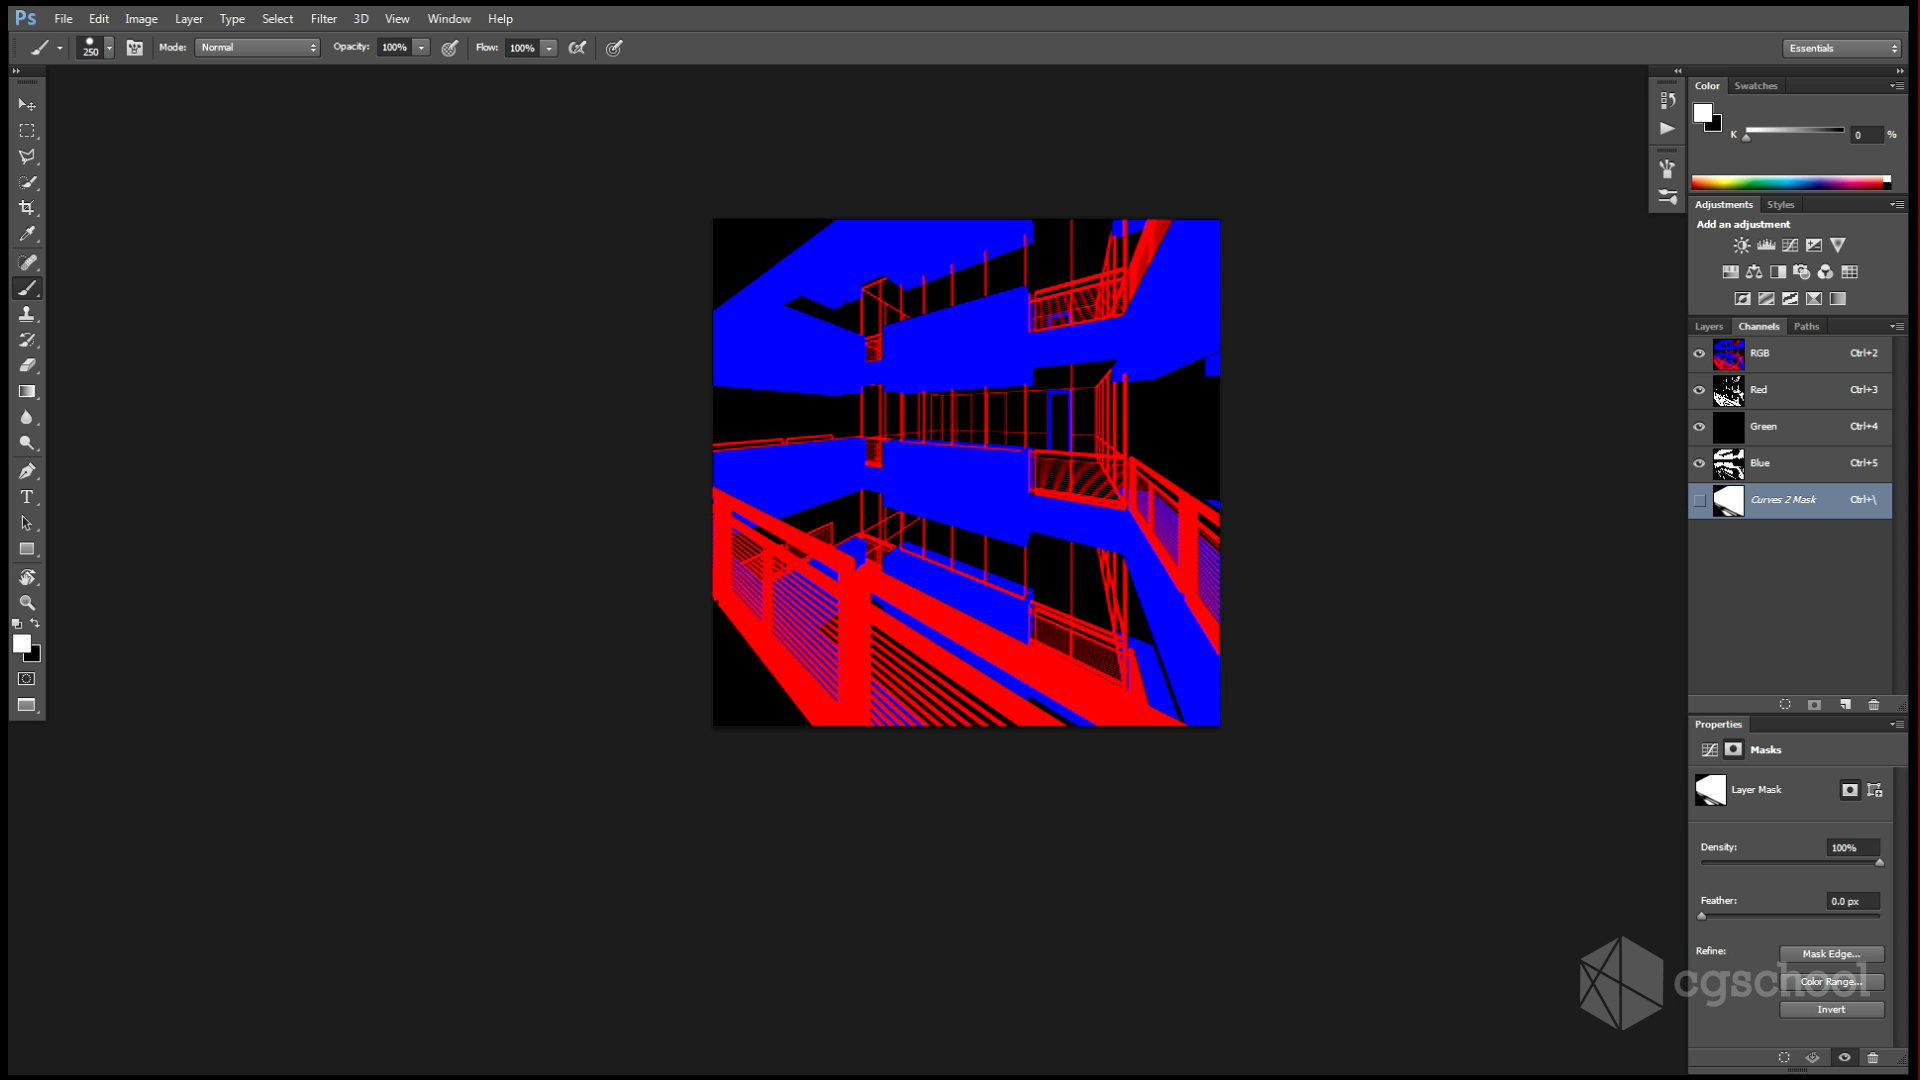 Ps File Edit Image Layer Type Select Filter 3D View Window Help
250 Mode: Normal Opacity: 100% Flow: 100% Essentials
Color Swatches
K 0 %
Adjustments Styles
Add an adjustment
Layers Channels Paths
RGB Ctrl+2
Red Ctrl+3
Green Ctrl+4
Blue Ctrl+5
Curves 2 Mask Ctrl+\
T
Properties
Masks
Layer Mask
Density: 100%
Feather: 0.0 px
Refine: Mask Edge...
Color Range...
cgschool
Invert